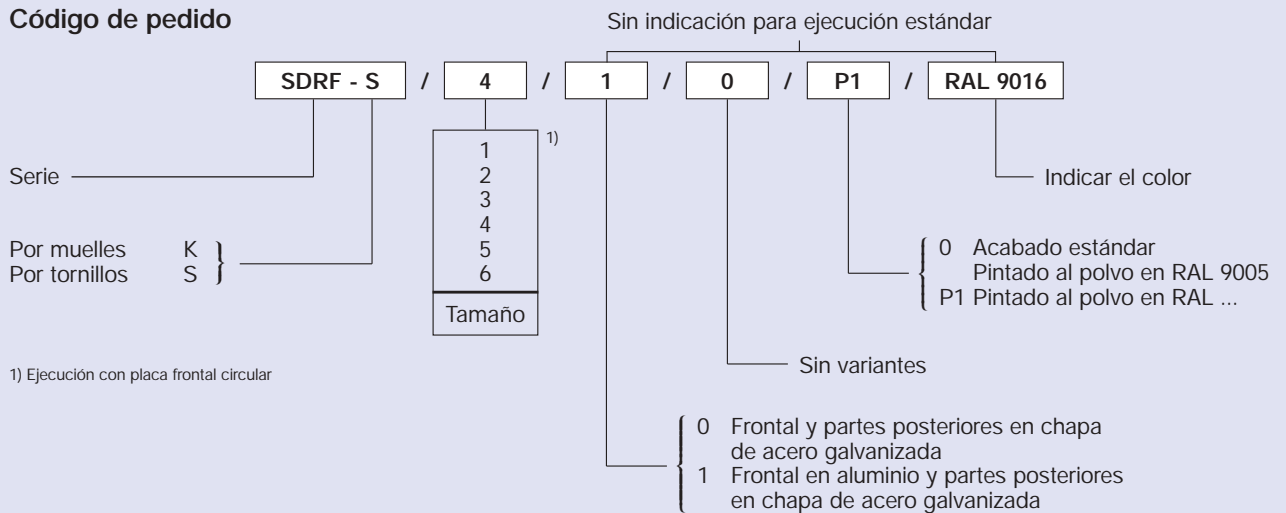 Código de pedido
Sin indicación para ejecución estándar
SDRF - S / 4 / 1 / 0 / P1 / RAL 9016
1)
1
2
3
4
5
6
Tamaño
Serie
Indicar el color
Por muelles K
Por tornillos S
0 Acabado estándar
Pintado al polvo en RAL 9005
P1 Pintado al polvo en RAL ...
Sin variantes
1) Ejecución con placa frontal circular
0 Frontal y partes posteriores en chapa
de acero galvanizada
1 Frontal en aluminio y partes posteriores
en chapa de acero galvanizada